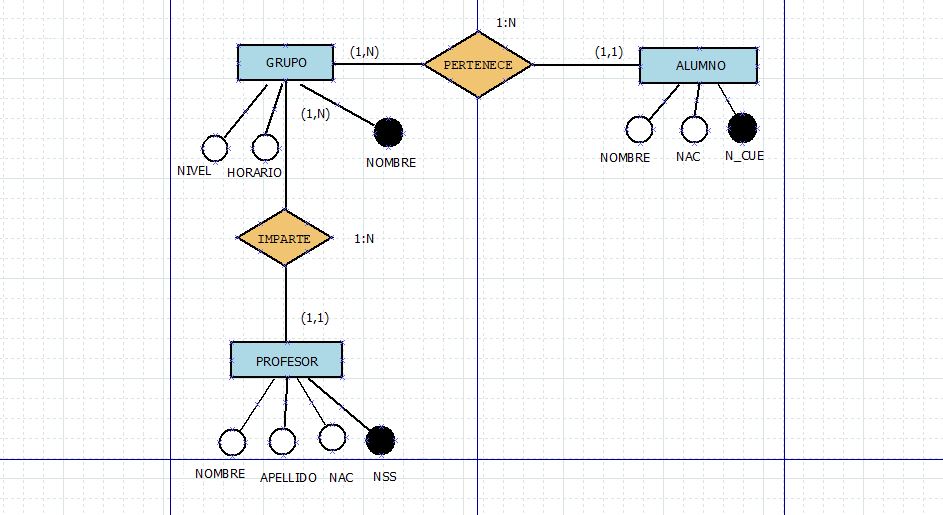 1:N
GRUPO
(1,N)
PERTENECE
(1,1)
ALUMNO
(1,N)
NIVEL
HORARIO
NOMBRE
NOMBRE
NAC
N_CUE
IMPARTE
1:N
(1,1)
PROFESOR
NOMBRE
APELLIDO
NAC
NSS